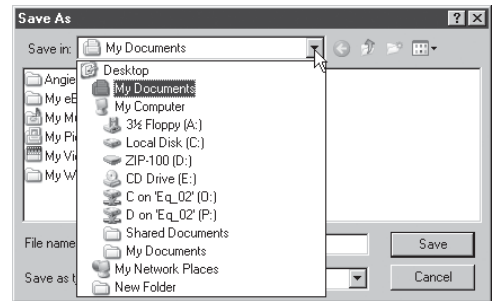 Save As
Save in: My Documents
Desktop
My Documents
My Computer
3½ Floppy (A:)
Local Disk (C:)
ZIP-100 (D:)
CD Drive (E:)
C on 'Eq_02' (O:)
D on 'Eq_02' (P:)
Shared Documents
My Documents
My Network Places
New Folder
Angie
My eB
My Mu
My Pi
My Vi
My W
File name
Save
Save as t
Cancel